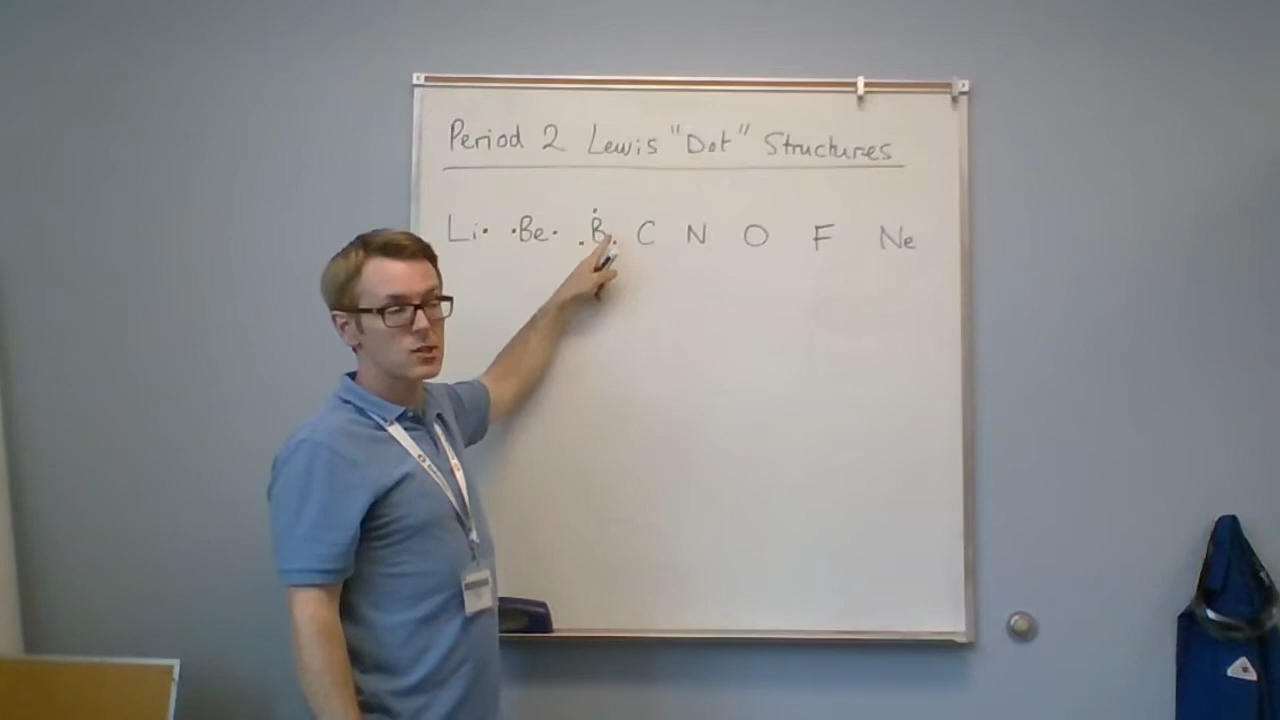 Period 2 Lewis "Dot" Structures
Li· ·Be· ·Ḃ· C N O F Ne